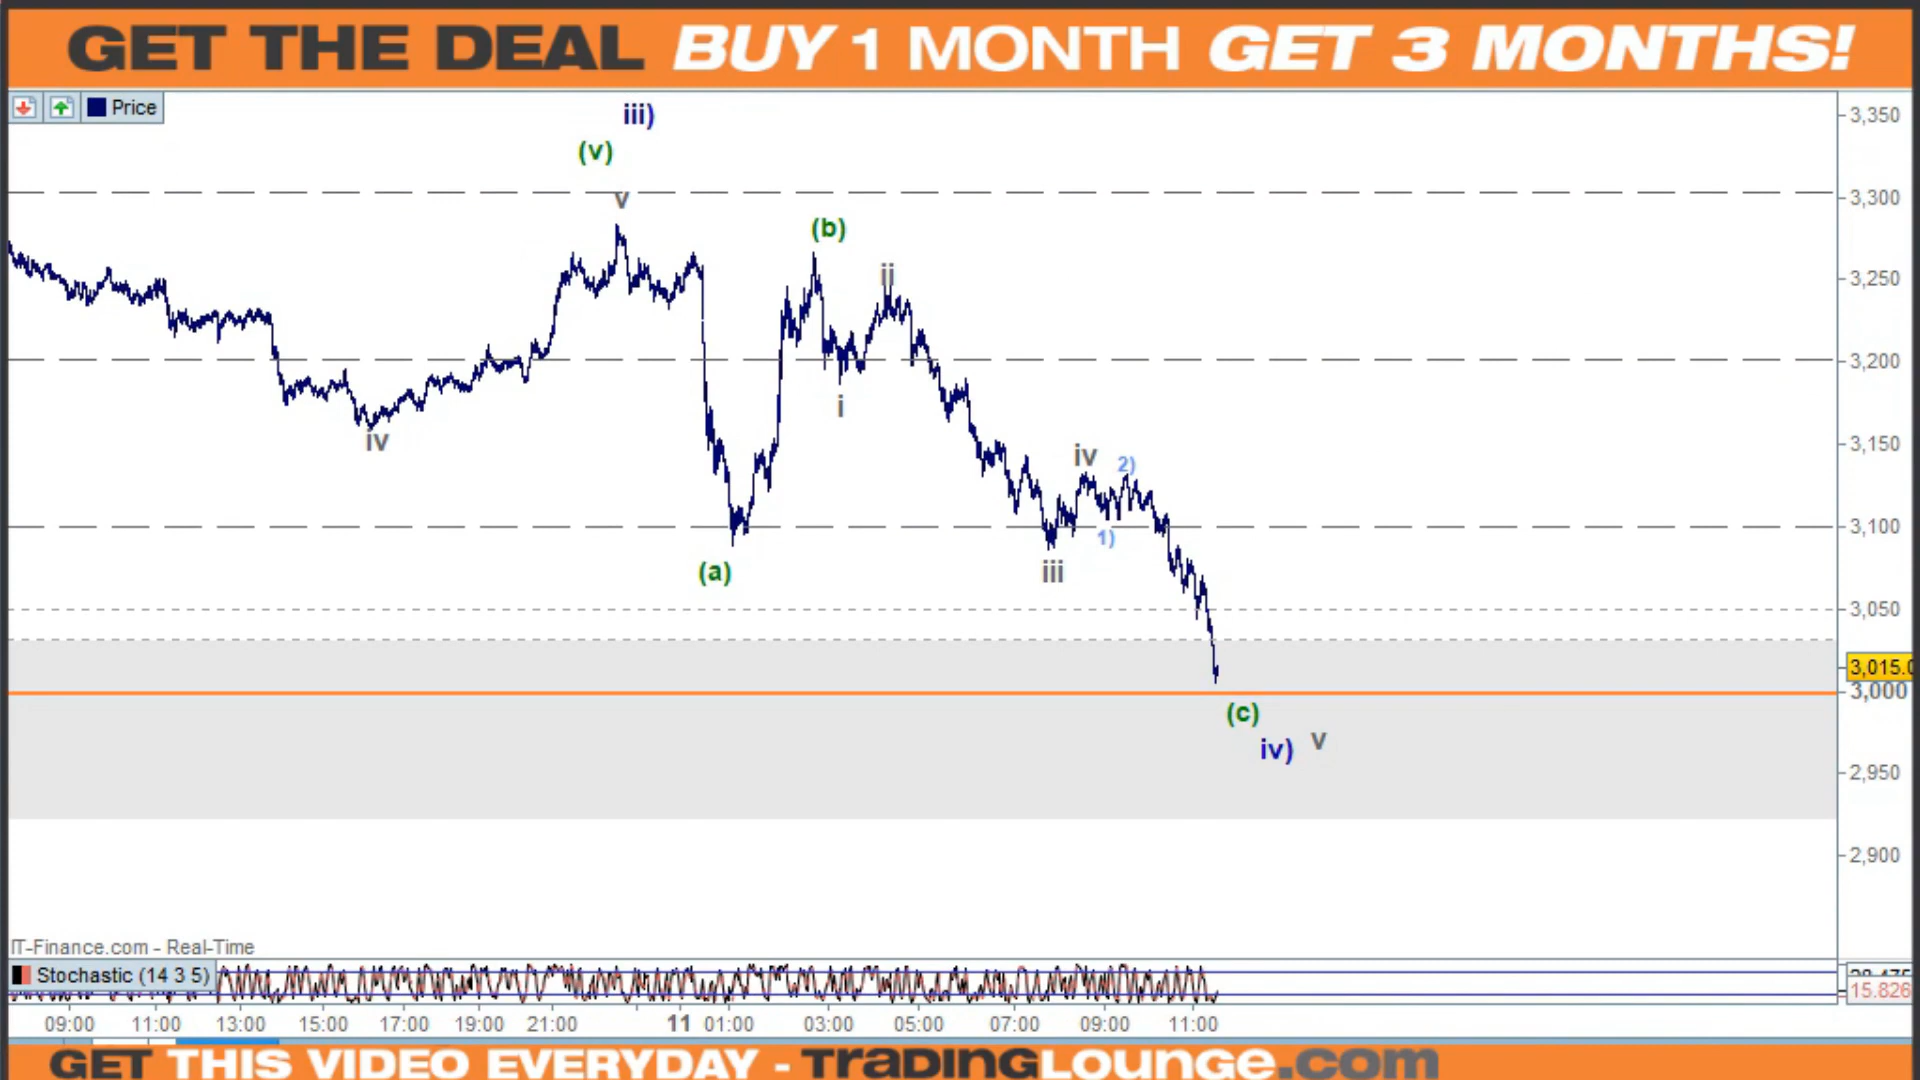 GET THE DEAL BUY 1 MONTH GET 3 MONTHS!
Price
iii)
3,350
(v)
v
3,300
(b)
ii
3,250
3,200
i
iv
3,150
iv
2)
3,100
1)
(a)
iii
3,050
3,015.0
3,000
(c)
iv)
v
2,950
2,900
IT-Finance.com - Real-Time
Stochastic (14 3 5)
15.826
09:00 11:00 13:00 15:00 17:00 19:00 21:00 11 01:00 03:00 05:00 07:00 09:00 11:00
GET THIS VIDEO EVERYDAY - TradingLounge.com